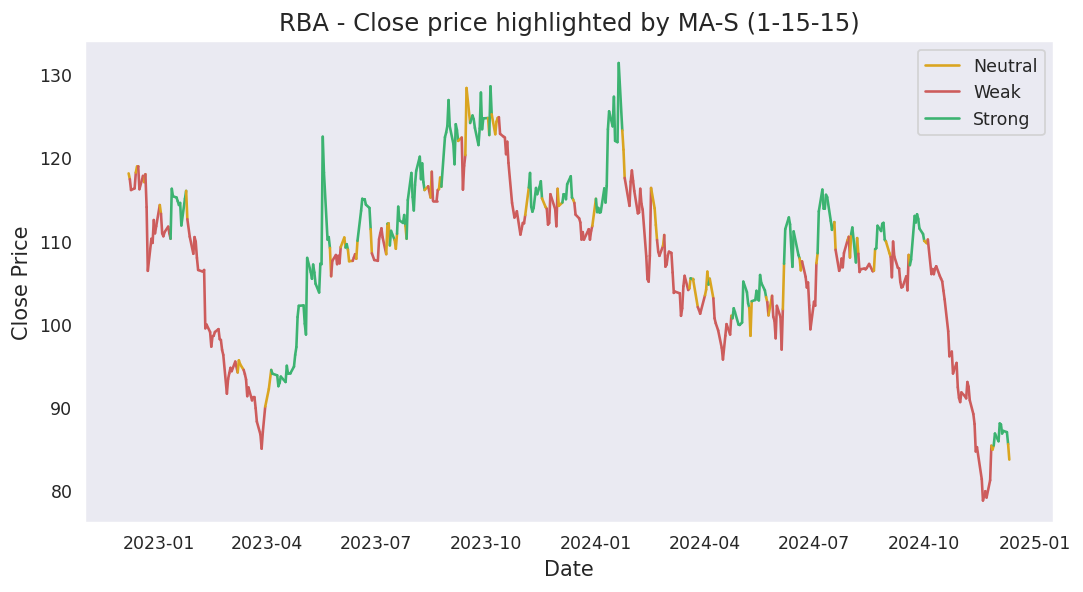 RBA - Close price highlighted by MA-S (1-15-15)
Neutral
Weak
Strong
Close Price
130
120
110
100
90
80
2023-01 2023-04 2023-07 2023-10 2024-01 2024-04 2024-07 2024-10 2025-01
Date